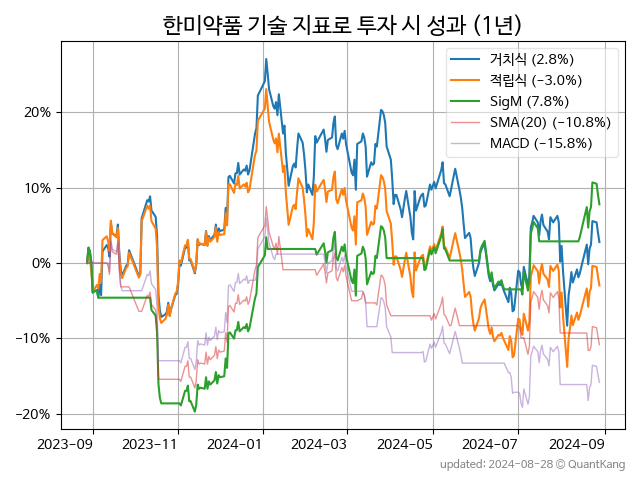 한미약품 기술 지표로 투자 시 성과 (1년)
거치식 (2.8%)
적립식 (−3.0%)
SigM (7.8%)
SMA(20) (−10.8%)
MACD (−15.8%)
20%
10%
0%
−10%
−20%
2023-09 2023-11 2024-01 2024-03 2024-05 2024-07 2024-09
updated: 2024-08-28 © QuantKang